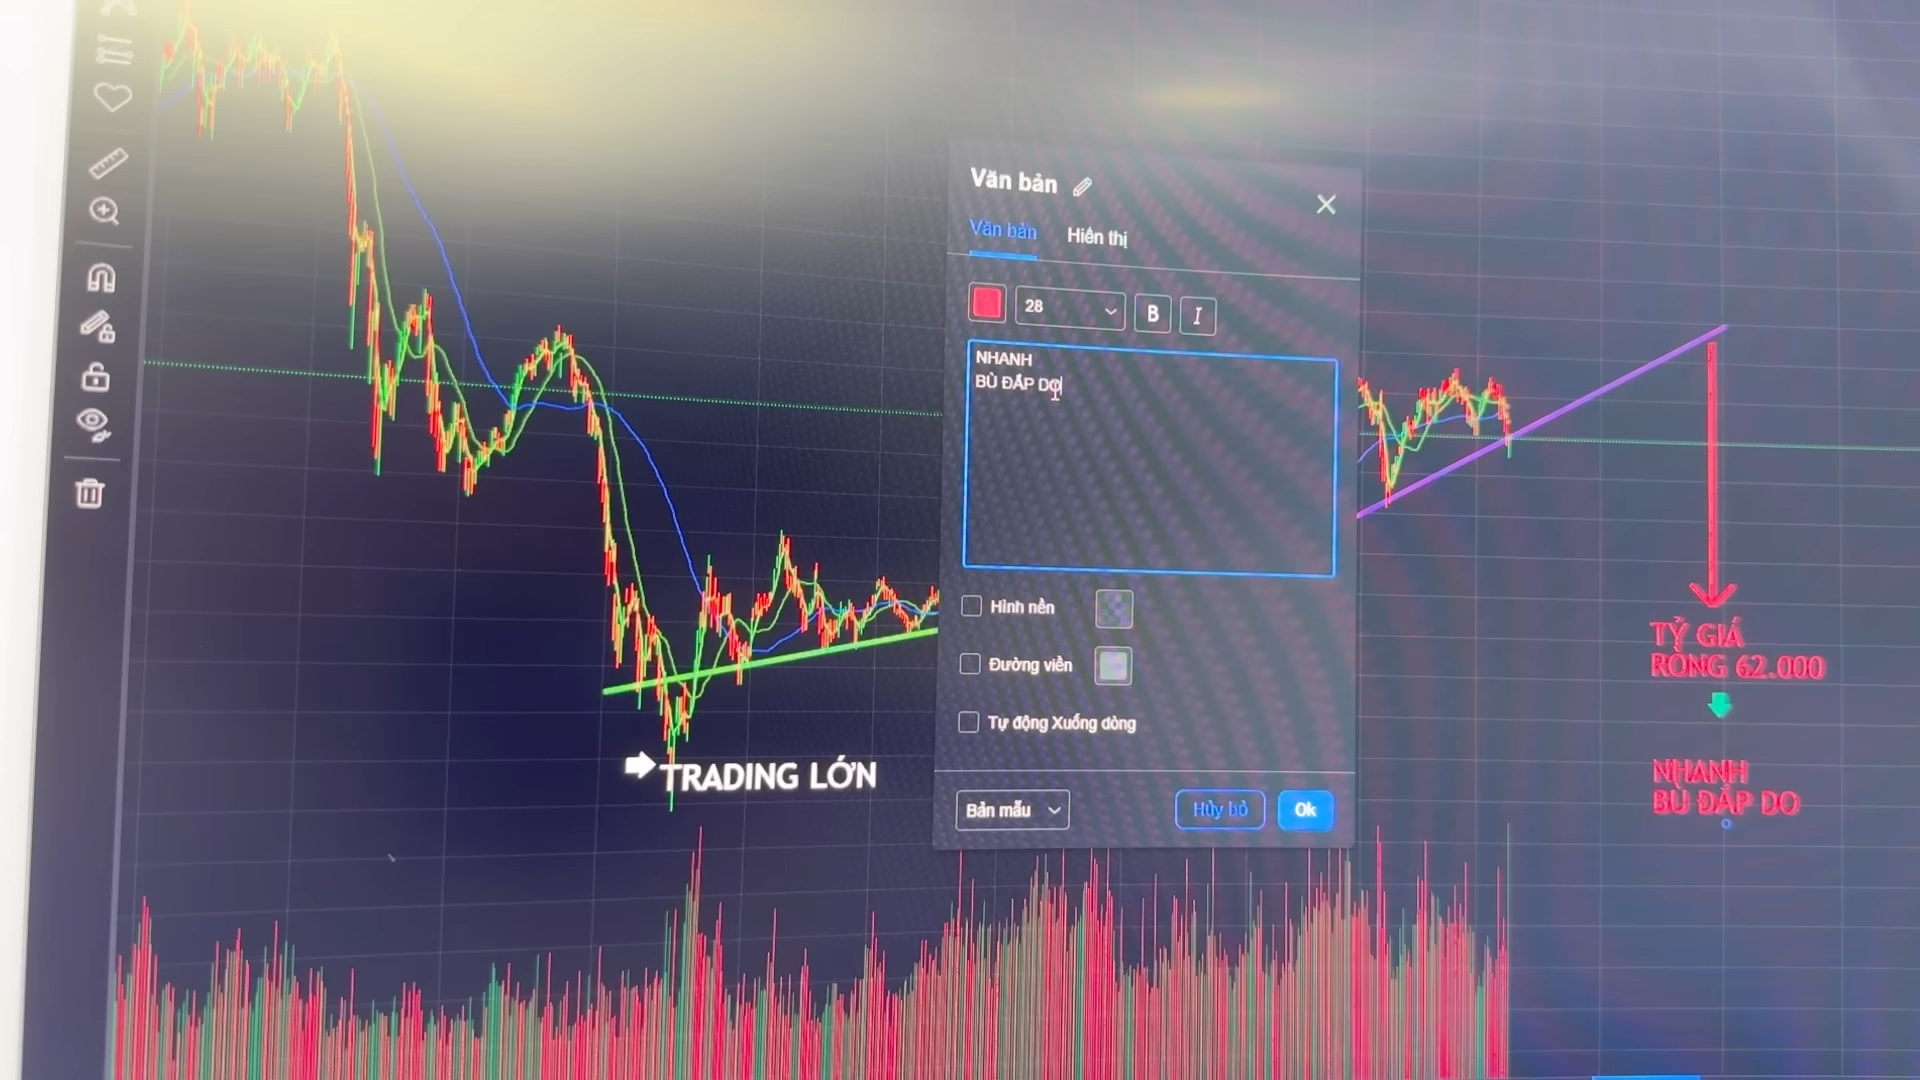 Văn bản
Văn bản
Hiển thị
28
B
I
NHANH
BÙ ĐẮP DO
Hình nền
Đường viền
Tự động Xuống dòng
Bản mẫu
Hủy bỏ
Ok
TRADING LỚN
TỶ GIÁ
RÒNG 62.000
NHANH
BÙ ĐẮP DO